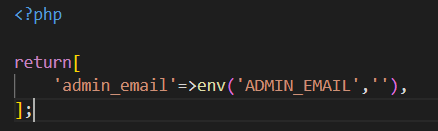 <?php
return[
'admin_email'=>env('ADMIN_EMAIL',''),
];